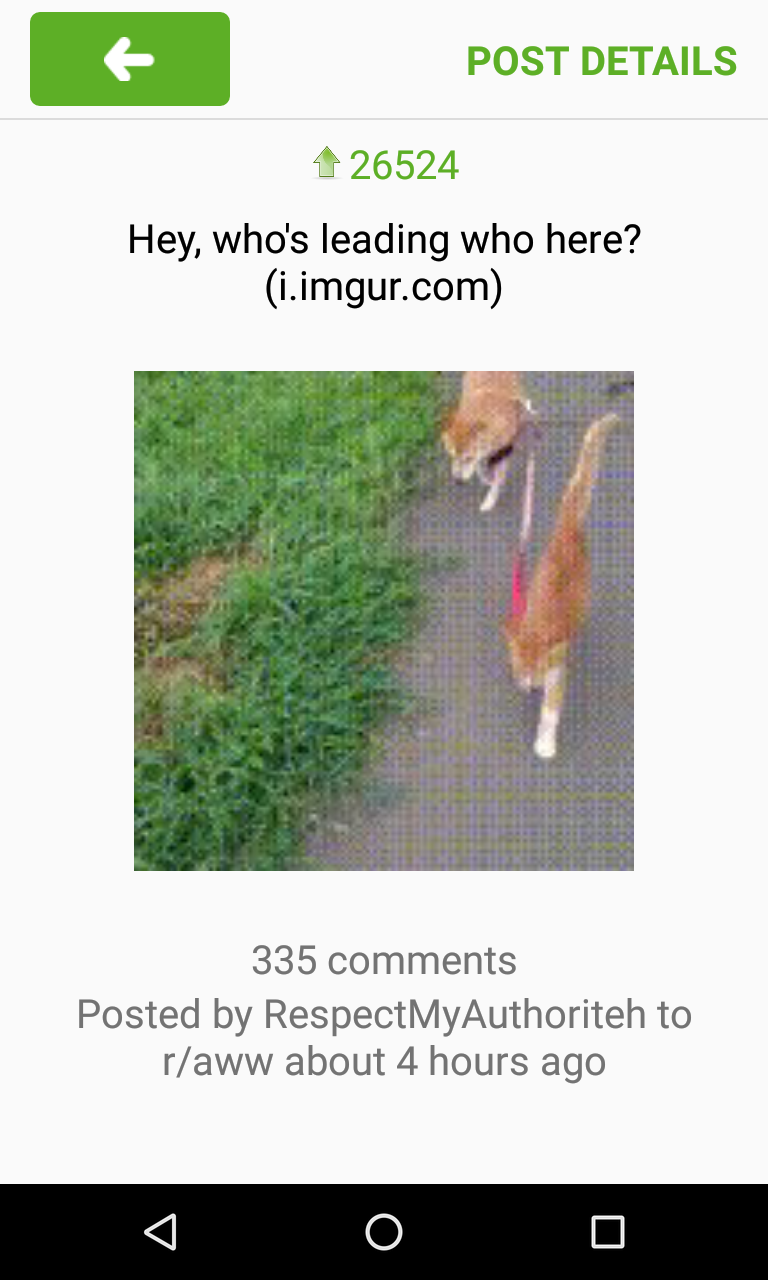 POST DETAILS
26524
Hey, who's leading who here?
(i.imgur.com)
335 comments
Posted by RespectMyAuthoriteh to
r/aww about 4 hours ago